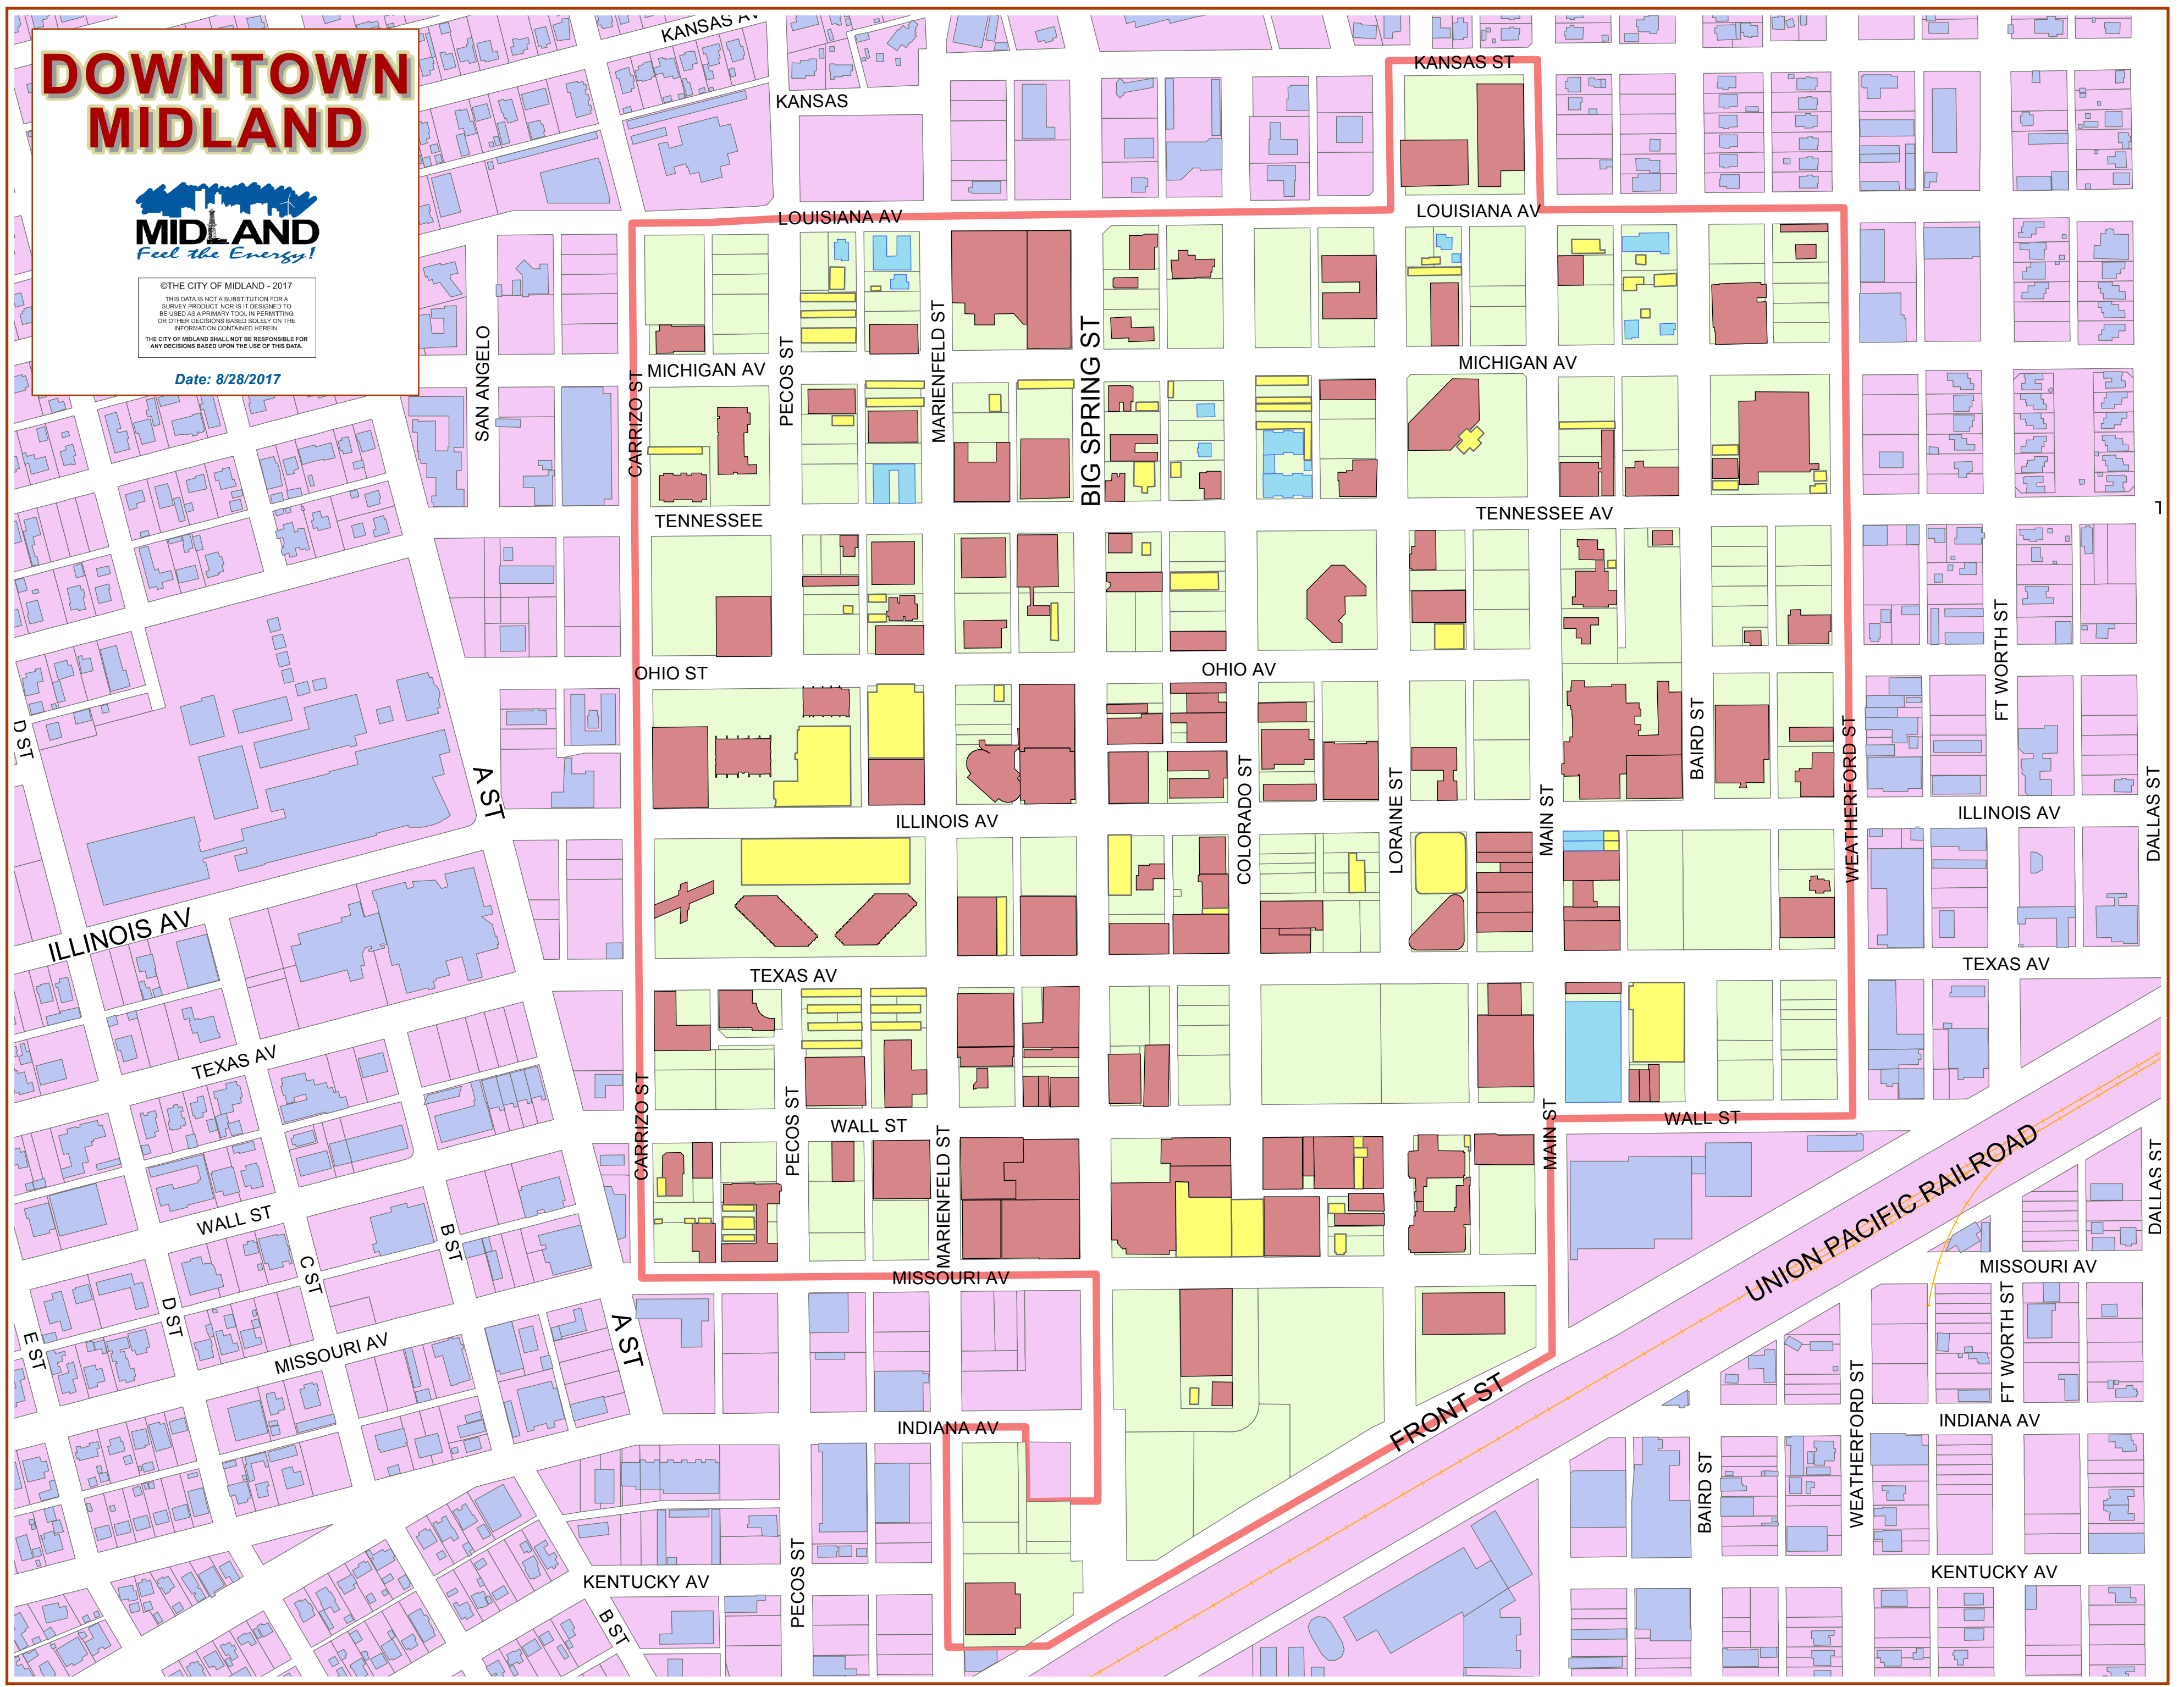 DOWNTOWN
MIDLAND
MIDLAND
Feel the Energy!
©THE CITY OF MIDLAND - 2017
THIS DATA IS NOT A SUBSTITUTION FOR A
SURVEY PRODUCT, NOR IS IT DESIGNED TO
BE USED AS A PRIMARY TOOL IN PERMITTING
OR OTHER DECISIONS BASED SOLELY ON THE
INFORMATION CONTAINED HEREIN.
THE CITY OF MIDLAND SHALL NOT BE RESPONSIBLE FOR
ANY DECISIONS BASED UPON THE USE OF THIS DATA.
Date: 8/28/2017
KANSAS AV
KANSAS ST
KANSAS
LOUISIANA AV
LOUISIANA AV
SAN ANGELO
CARRIZO ST
PECOS ST
MARIENFELD ST
BIG SPRING ST
MICHIGAN AV
MICHIGAN AV
TENNESSEE
TENNESSEE AV
OHIO ST
OHIO AV
FT WORTH ST
D ST
A ST
COLORADO ST
LORAINE ST
MAIN ST
BAIRD ST
WEATHERFORD ST
DALLAS ST
ILLINOIS AV
ILLINOIS AV
ILLINOIS AV
TEXAS AV
TEXAS AV
TEXAS AV
CARRIZO ST
PECOS ST
WALL ST
MARIENFELD ST
MAIN ST
WALL ST
UNION PACIFIC RAILROAD
DALLAS ST
WALL ST
B ST
C ST
D ST
E ST
A ST
MISSOURI AV
MISSOURI AV
MISSOURI AV
FT WORTH ST
WEATHERFORD ST
FRONT ST
INDIANA AV
INDIANA AV
BAIRD ST
PECOS ST
KENTUCKY AV
KENTUCKY AV
B ST